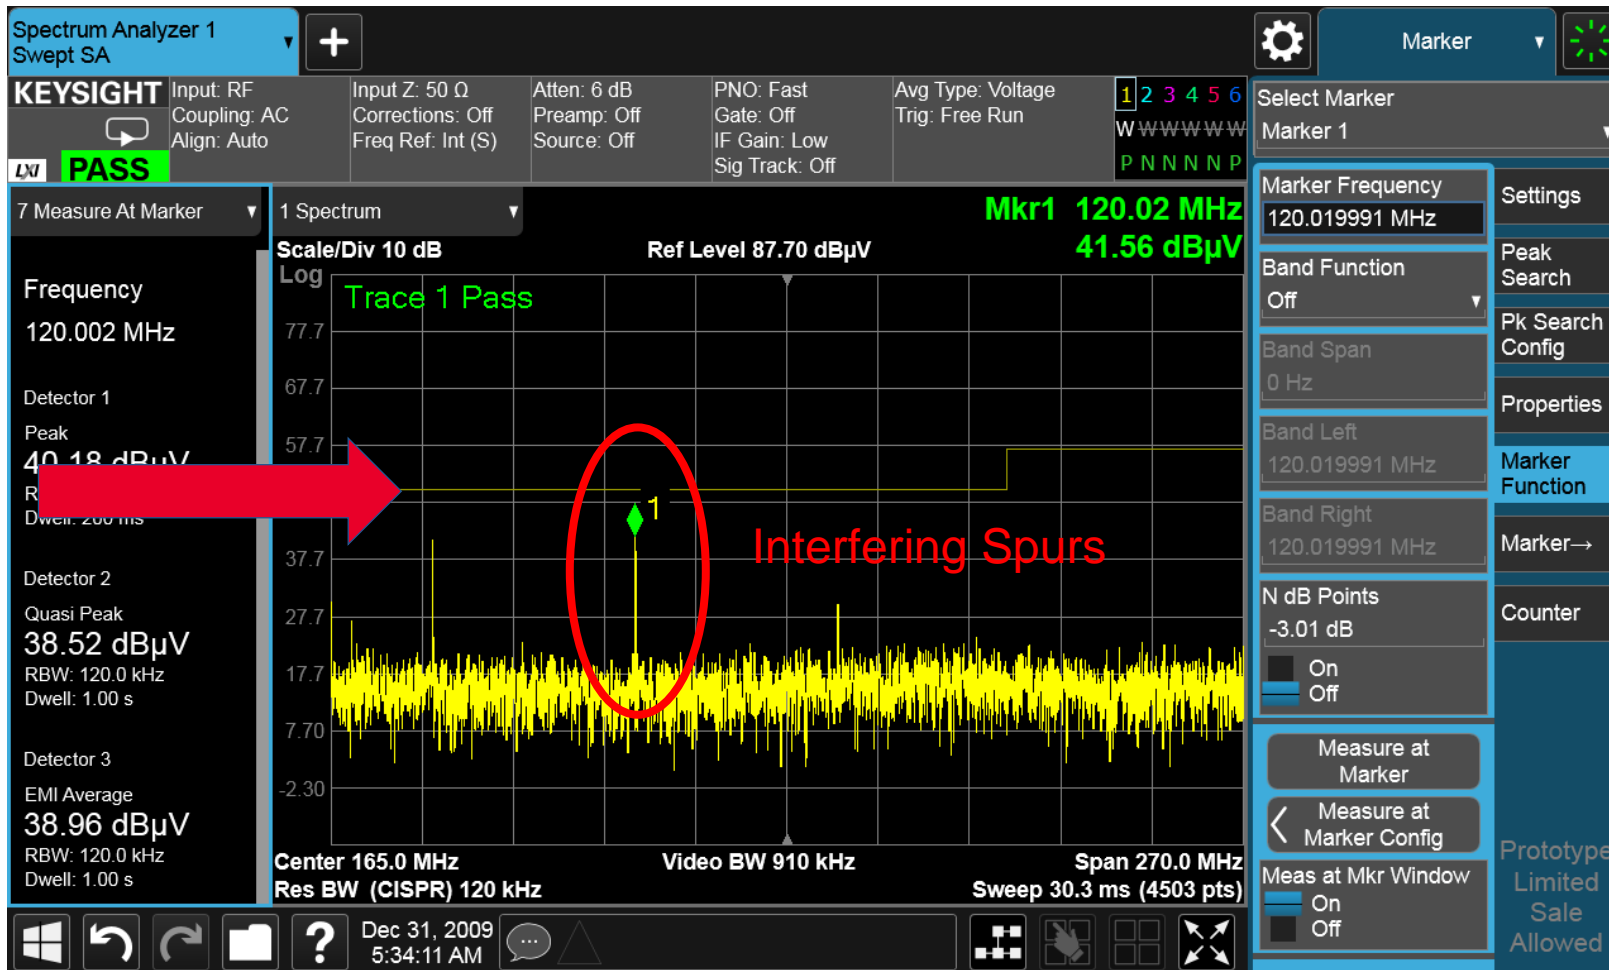 Spectrum Analyzer 1
Swept SA
Marker
KEYSIGHT
LXI
PASS
Input: RF
Coupling: AC
Align: Auto
Input Z: 50 Ω
Corrections: Off
Freq Ref: Int (S)
Atten: 6 dB
Preamp: Off
Source: Off
PNO: Fast
Gate: Off
IF Gain: Low
Sig Track: Off
Avg Type: Voltage
Trig: Free Run
1 2 3 4 5 6
W W W W W W
P N N N N P
Select Marker
Marker 1
7 Measure At Marker
Frequency
120.002 MHz
Detector 1
Peak
40.18 dBµV
Dwell: 200 ms
Detector 2
Quasi Peak
38.52 dBµV
RBW: 120.0 kHz
Dwell: 1.00 s
Detector 3
EMI Average
38.96 dBµV
RBW: 120.0 kHz
Dwell: 1.00 s
1 Spectrum
Mkr1 120.02 MHz
41.56 dBµV
Scale/Div 10 dB
Ref Level 87.70 dBµV
Log
Trace 1 Pass
77.7
67.7
57.7
37.7
27.7
17.7
7.70
-2.30
1
Interfering Spurs
Center 165.0 MHz
Video BW 910 kHz
Span 270.0 MHz
Res BW (CISPR) 120 kHz
Sweep 30.3 ms (4503 pts)
Marker Frequency
120.019991 MHz
Band Function
Off
Band Span
0 Hz
Band Left
120.019991 MHz
Band Right
120.019991 MHz
N dB Points
-3.01 dB
On
Off
Measure at
Marker
Measure at
Marker Config
Meas at Mkr Window
On
Off
Settings
Peak
Search
Pk Search
Config
Properties
Marker
Function
Marker→
Counter
Prototype
Limited
Sale
Allowed
?
Dec 31, 2009
5:34:11 AM